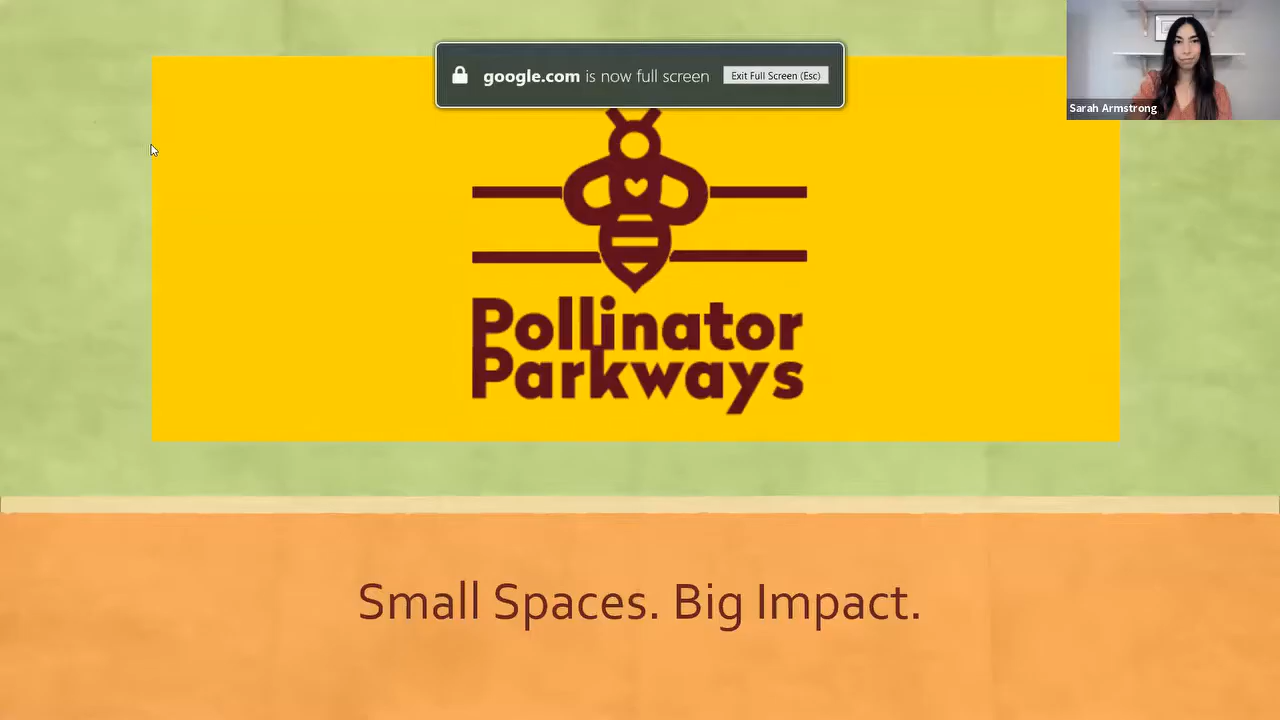 google.com is now full screen
Exit Full Screen (Esc)
Sarah Armstrong
Pollinator
Parkways
Small Spaces. Big Impact.